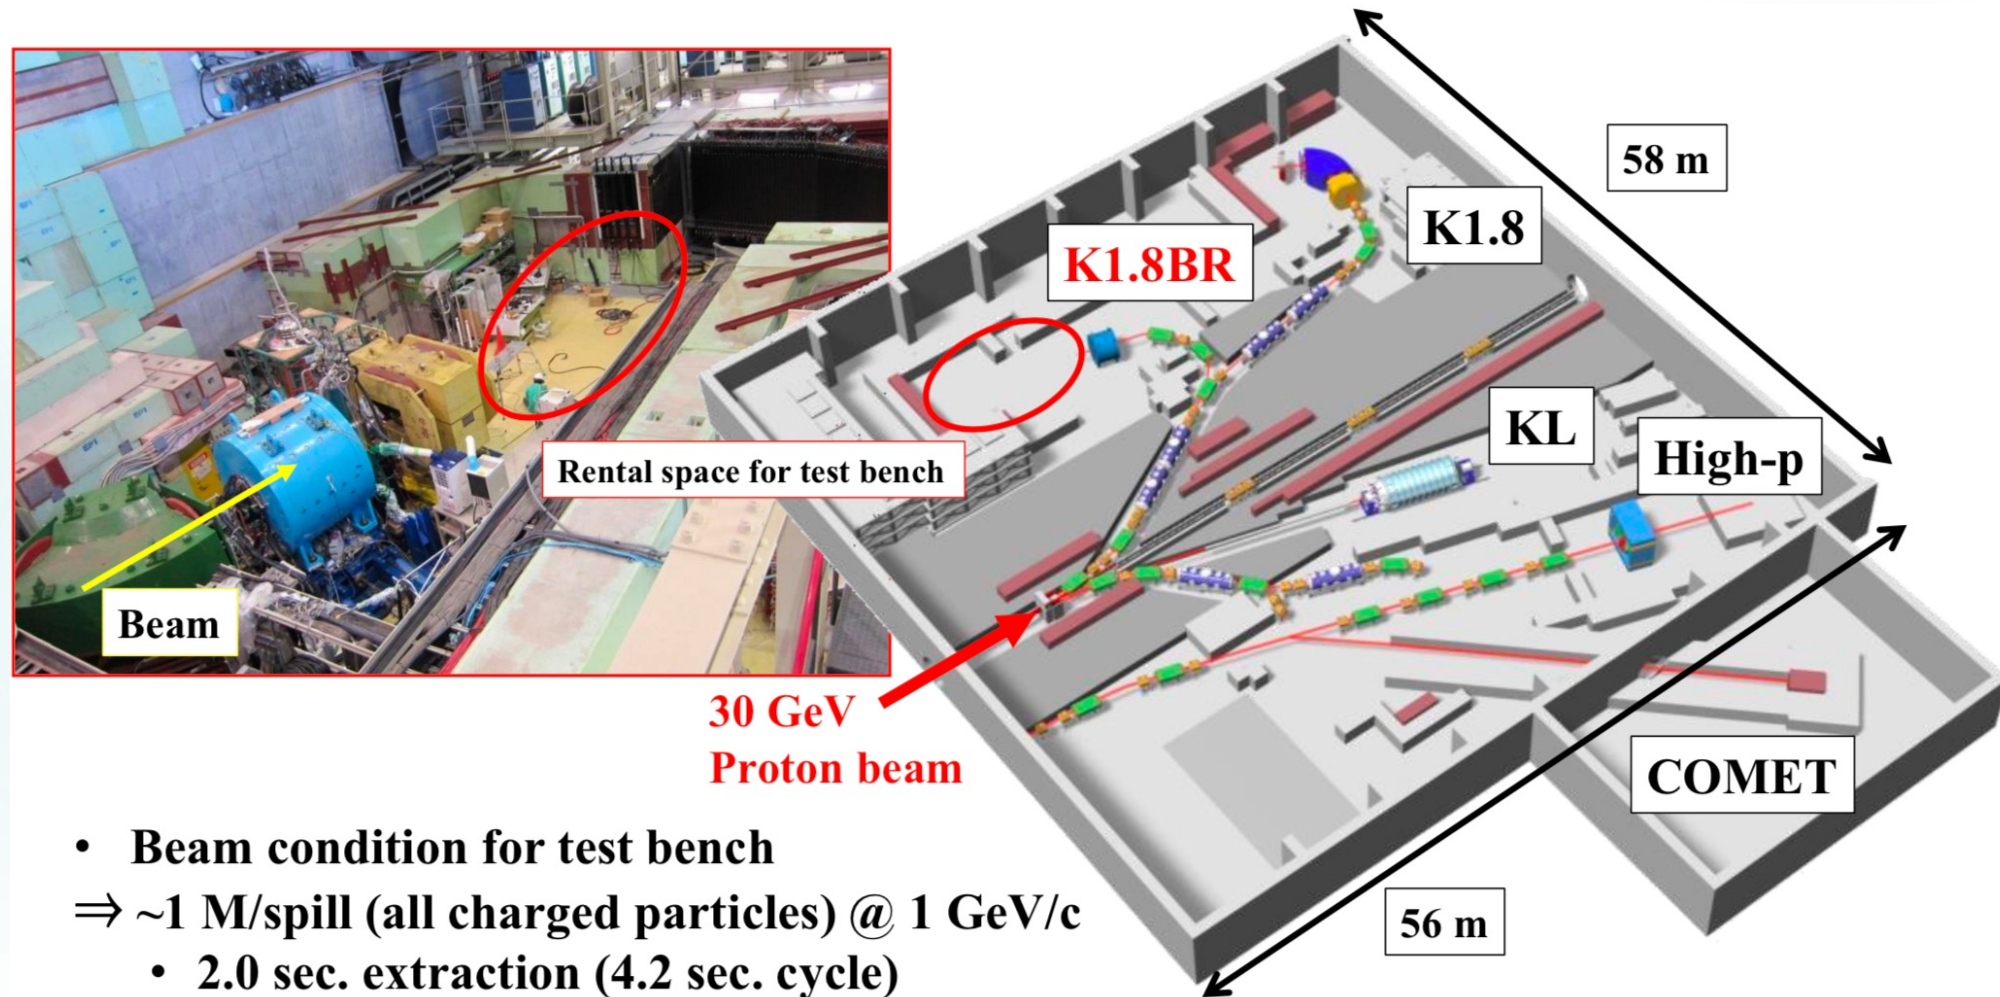 58 m
K1.8
K1.8BR
KL
High-p
Rental space for test bench
Beam
30 GeV
Proton beam
COMET
56 m
• Beam condition for test bench
⇒ ~1 M/spill (all charged particles) @ 1 GeV/c
• 2.0 sec. extraction (4.2 sec. cycle)